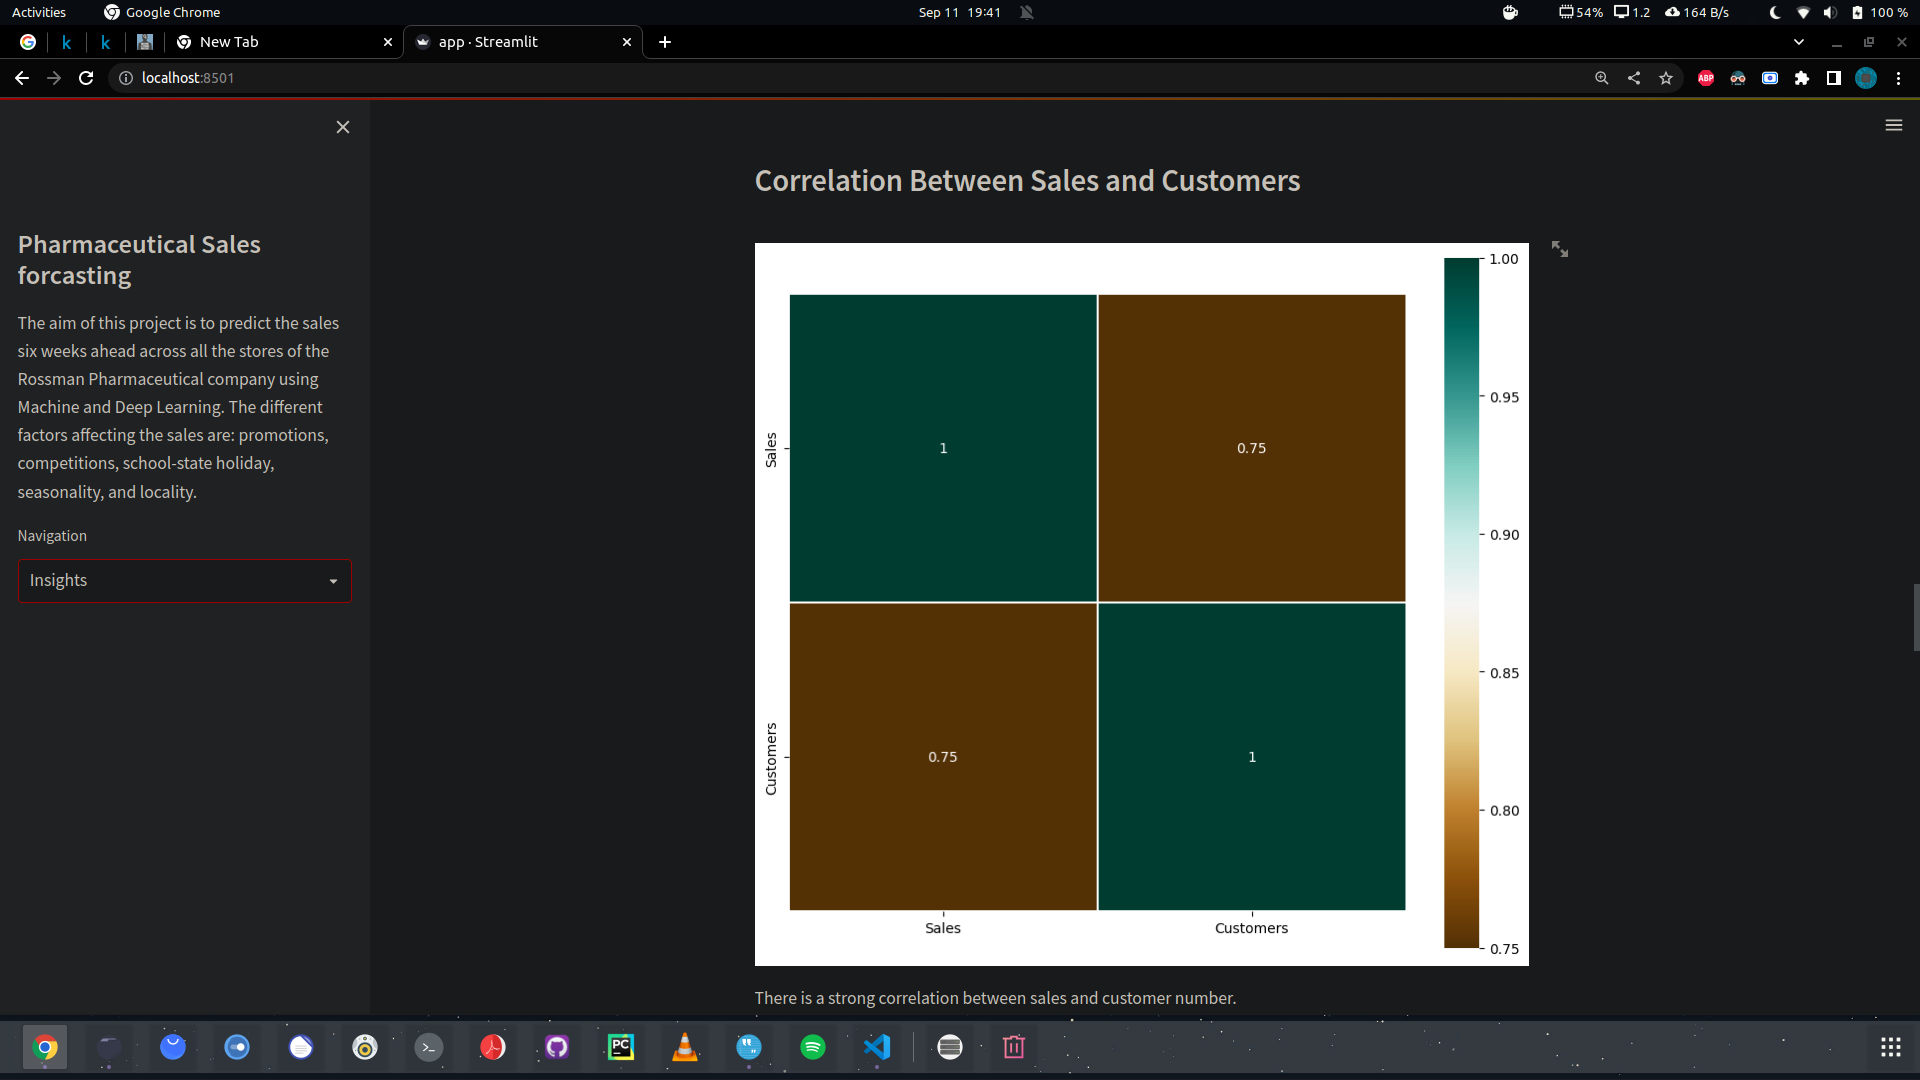 Activities
Google Chrome
Sep 11 19:41
54%
1.2
164 B/s
100 %
New Tab
app · Streamlit
localhost:8501
ABP
Pharmaceutical Sales
forcasting
The aim of this project is to predict the sales
six weeks ahead across all the stores of the
Rossman Pharmaceutical company using
Machine and Deep Learning. The different
factors affecting the sales are: promotions,
competitions, school-state holiday,
seasonality, and locality.
Navigation
Insights
Correlation Between Sales and Customers
1.00
0.95
0.90
0.85
0.80
0.75
Sales
1
0.75
Customers
0.75
1
Sales
Customers
There is a strong correlation between sales and customer number.
PC